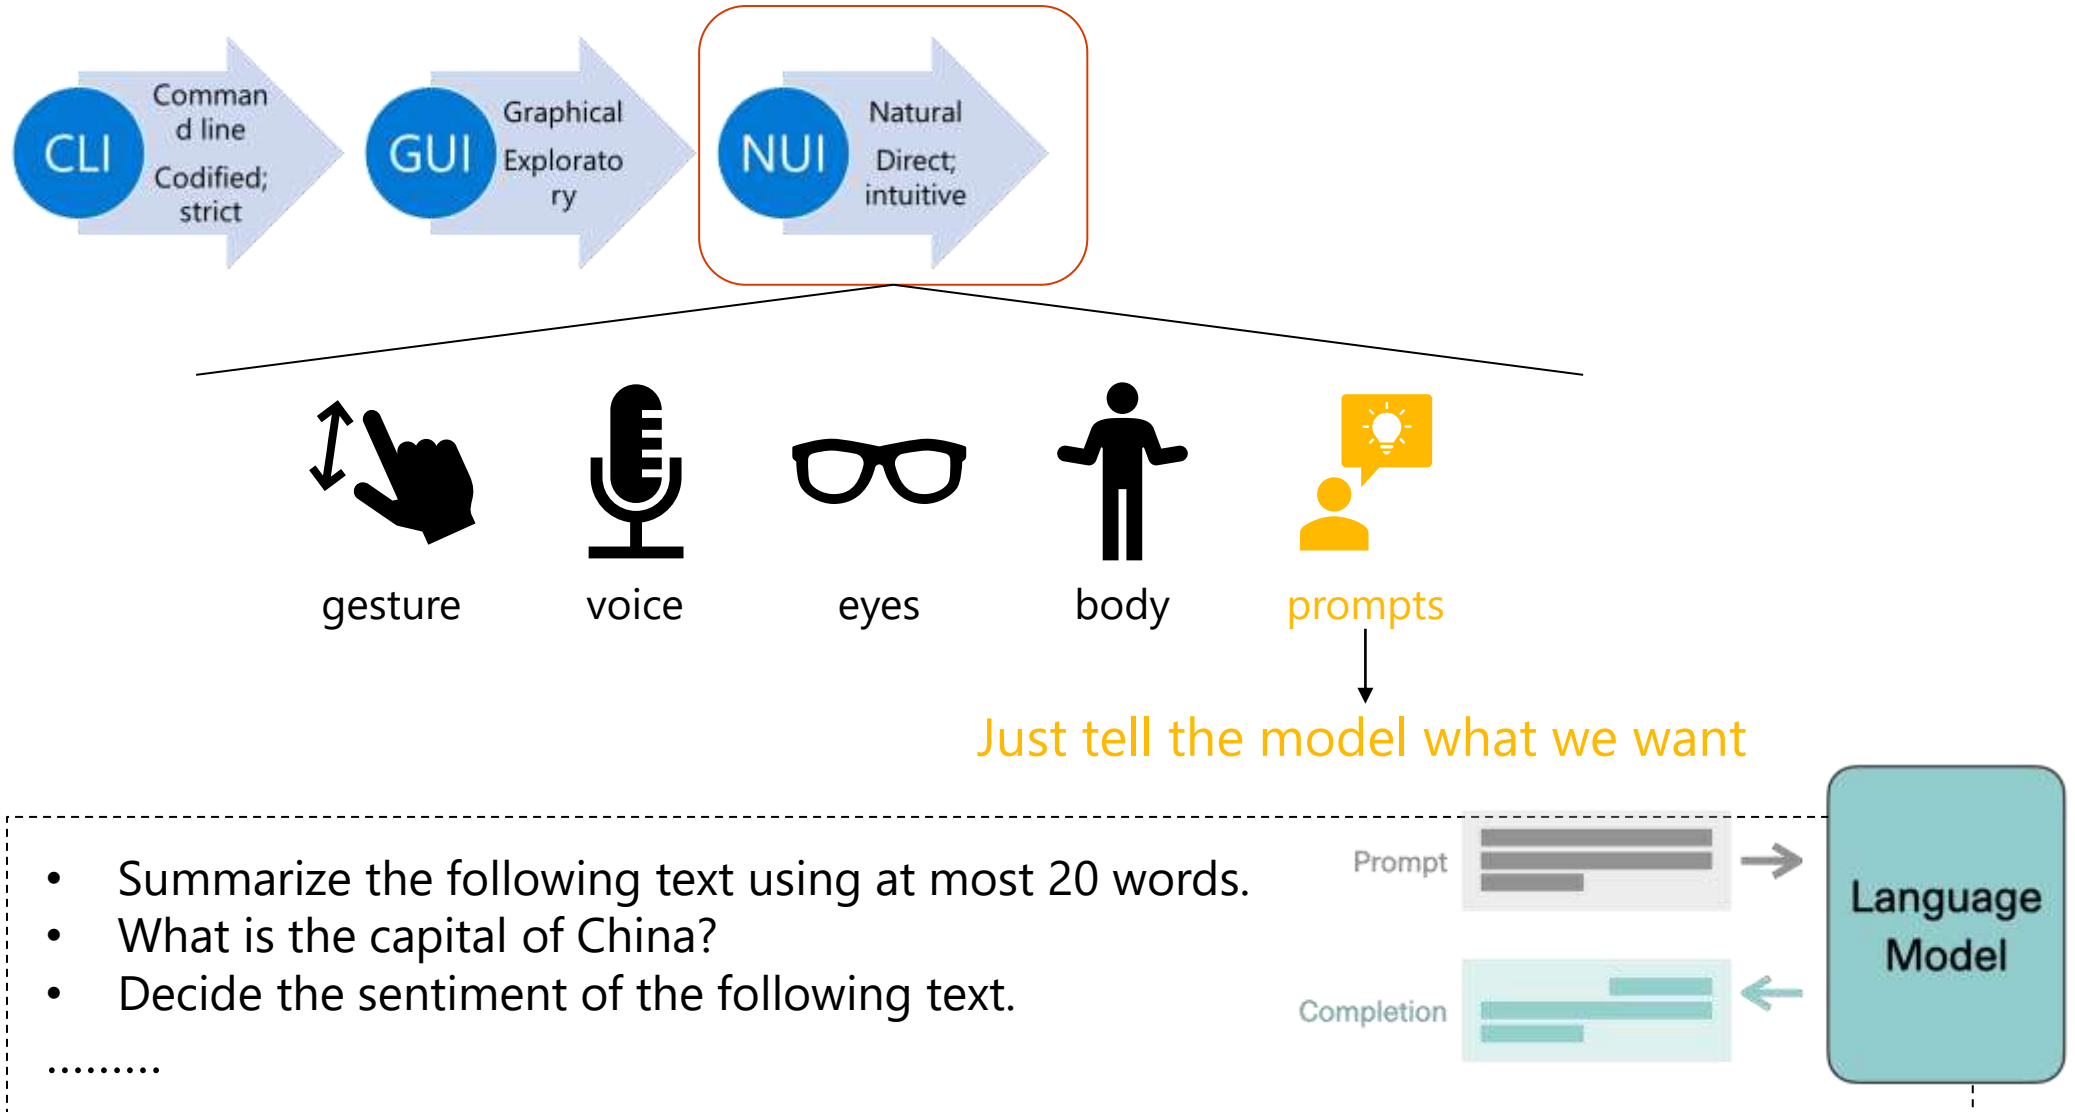 CLI
Comman
d line
Codified;
strict
GUI
Graphical
Explorato
ry
NUI
Natural
Direct;
intuitive
gesture
voice
eyes
body
prompts
Just tell the model what we want
• Summarize the following text using at most 20 words.
• What is the capital of China?
• Decide the sentiment of the following text.
.........
Prompt
Completion
Language
Model